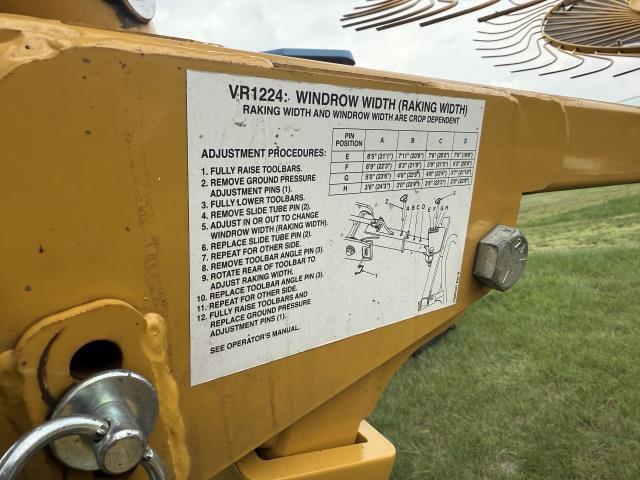 VR1224: WINDROW WIDTH (RAKING WIDTH)
RAKING WIDTH AND WINDROW WIDTH ARE CROP DEPENDENT
ADJUSTMENT PROCEDURES:
1. FULLY RAISE TOOLBARS.
2. REMOVE GROUND PRESSURE
ADJUSTMENT PINS (1).
3. FULLY LOWER TOOLBARS.
4. REMOVE SLIDE TUBE PIN (2).
5. ADJUST IN OR OUT TO CHANGE
WINDROW WIDTH (RAKING WIDTH).
6. REPLACE SLIDE TUBE PIN (2).
7. REPEAT FOR OTHER SIDE.
8. REMOVE TOOLBAR ANGLE PIN (3).
9. ROTATE REAR OF TOOLBAR TO
ADJUST RAKING WIDTH.
10. REPLACE TOOLBAR ANGLE PIN (3).
11. REPEAT FOR OTHER SIDE.
12. FULLY RAISE TOOLBARS AND
REPLACE GROUND PRESSURE
ADJUSTMENT PINS (1).
SEE OPERATOR'S MANUAL.
PIN POSITION A B C D
E
F
G
H
2
A B C D
E F G H